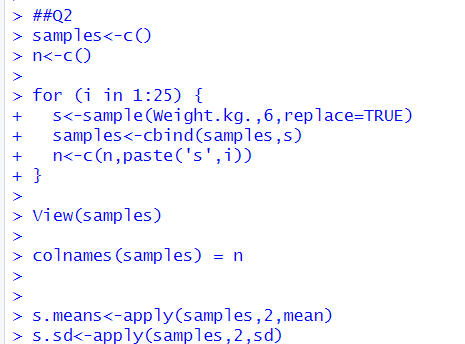 > ##Q2
> samples<-c()
> n<-c()
>
> for (i in 1:25) {
+   s<-sample(Weight.kg.,6,replace=TRUE)
+   samples<-cbind(samples,s)
+   n<-c(n,paste('s',i))
+ }
>
> View(samples)
>
> colnames(samples) = n
>
>
> s.means<-apply(samples,2,mean)
> s.sd<-apply(samples,2,sd)